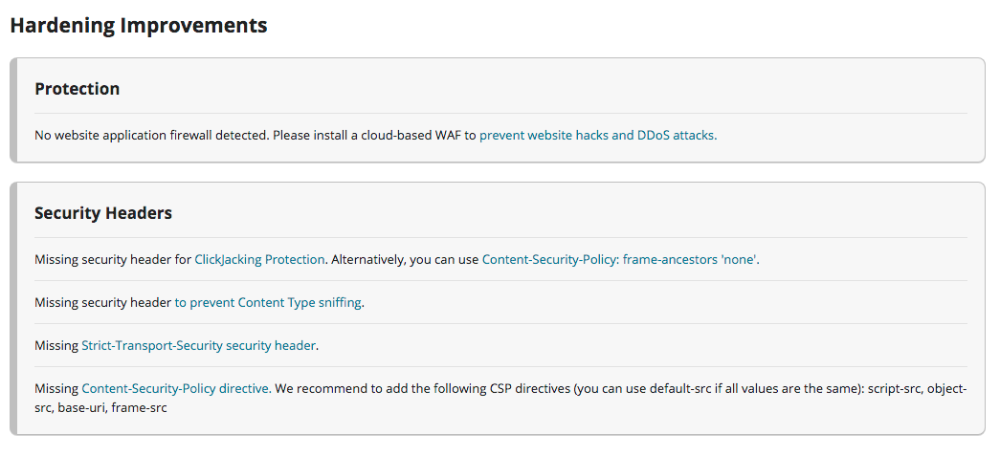 Hardening Improvements
Protection
No website application firewall detected. Please install a cloud-based WAF to prevent website hacks and DDoS attacks.
Security Headers
Missing security header for ClickJacking Protection. Alternatively, you can use Content-Security-Policy: frame-ancestors 'none'.
Missing security header to prevent Content Type sniffing.
Missing Strict-Transport-Security security header.
Missing Content-Security-Policy directive. We recommend to add the following CSP directives (you can use default-src if all values are the same): script-src, object-
src, base-uri, frame-src